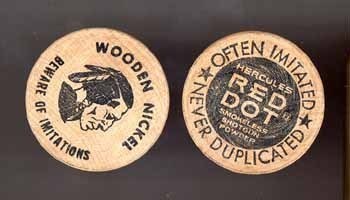 WOODEN NICKEL
BEWARE OF IMITATIONS
OFTEN IMITATED
HERCULES
RED
DOT
SMOKELESS
SHOTGUN
POWDER
NEVER DUPLICATED